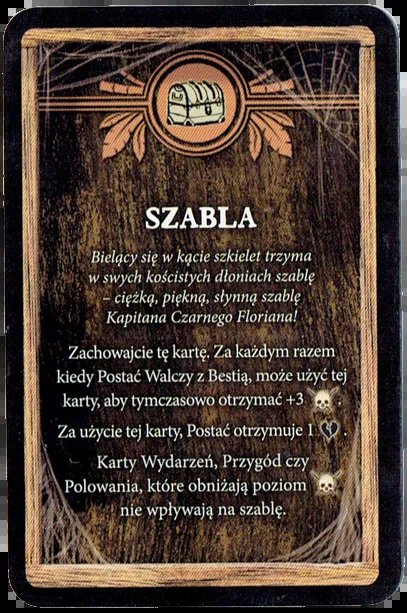 SZABLA
Bielący się w kącie szkielet trzyma
w swych kościstych dłoniach szablę
– ciężką, piękną, słynną szablę
Kapitana Czarnego Floriana!
Zachowajcie tę kartę. Za każdym razem
kiedy Postać Walczy z Bestią, może użyć tej
karty, aby tymczasowo otrzymać +3 .
Za użycie tej karty, Postać otrzymuje 1 .
Karty Wydarzeń, Przygód czy
Polowania, które obniżają poziom
nie wpływają na szablę.